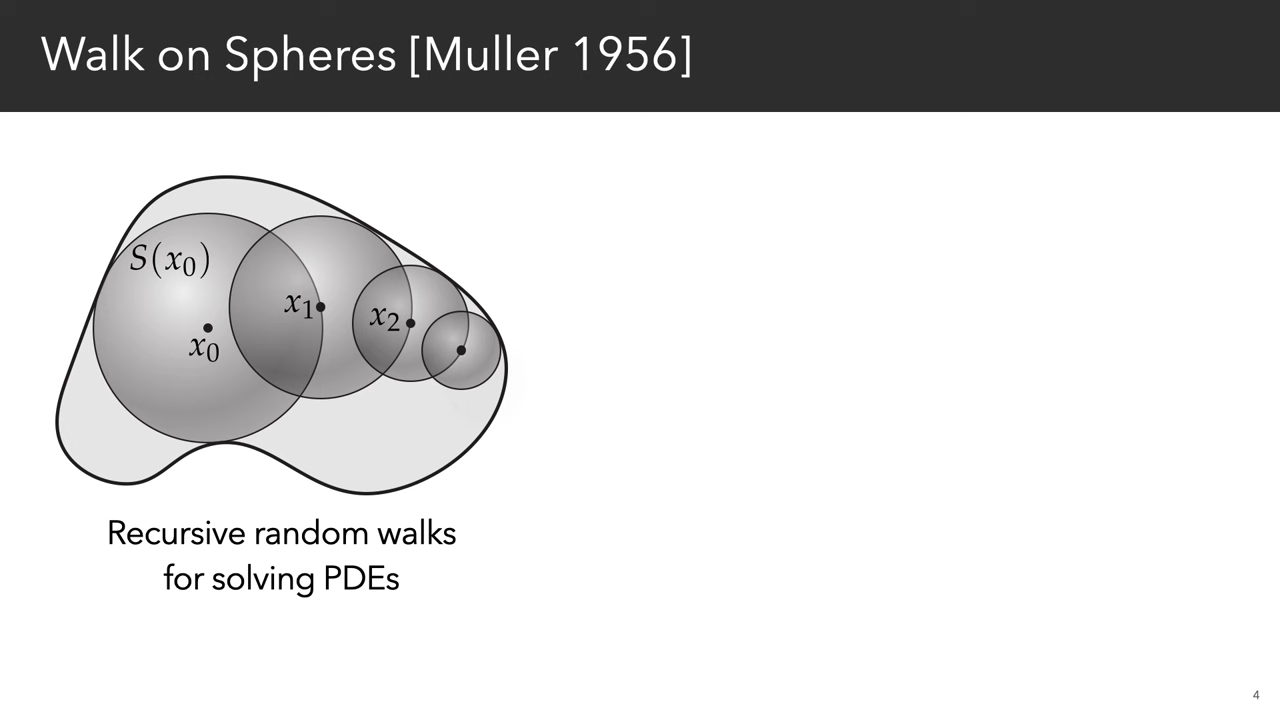 Walk on Spheres [Muller 1956]
S(x₀)
x₁
x₂
x₀
Recursive random walks
for solving PDEs
4